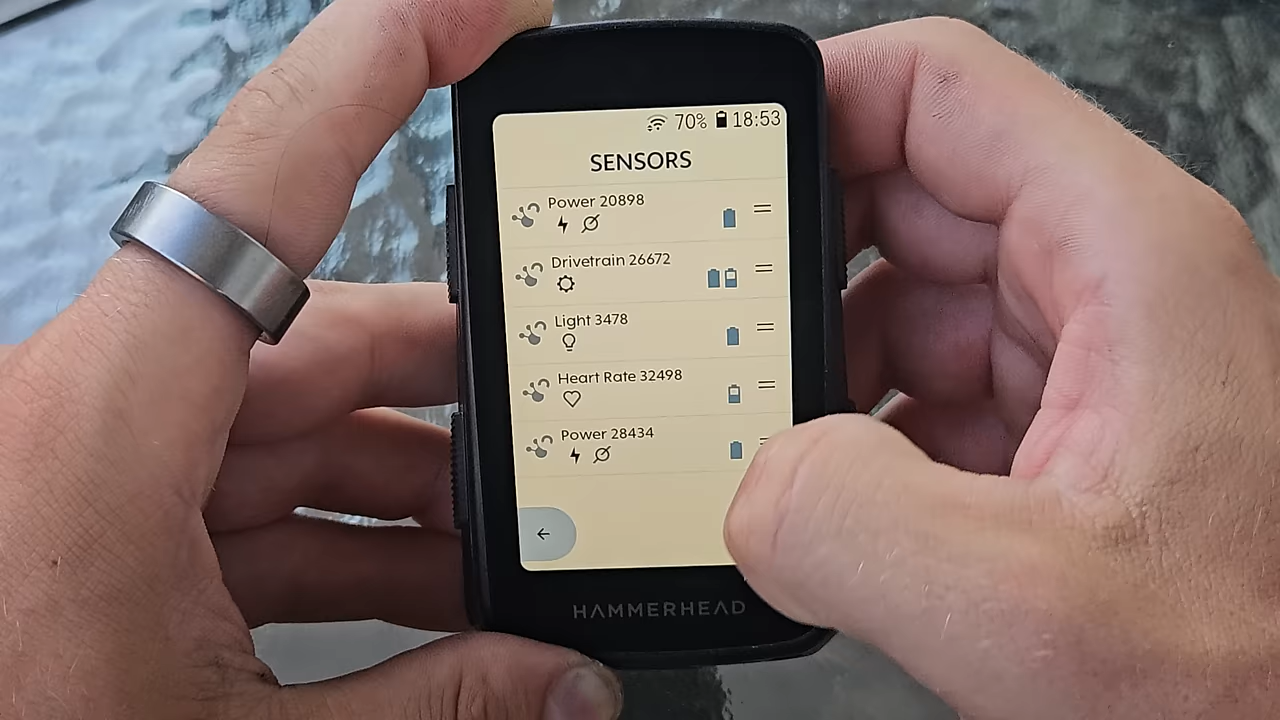 70% 18:53
SENSORS
Power 20898
Drivetrain 26672
Light 3478
Heart Rate 32498
Power 28434
HAMMERHEAD